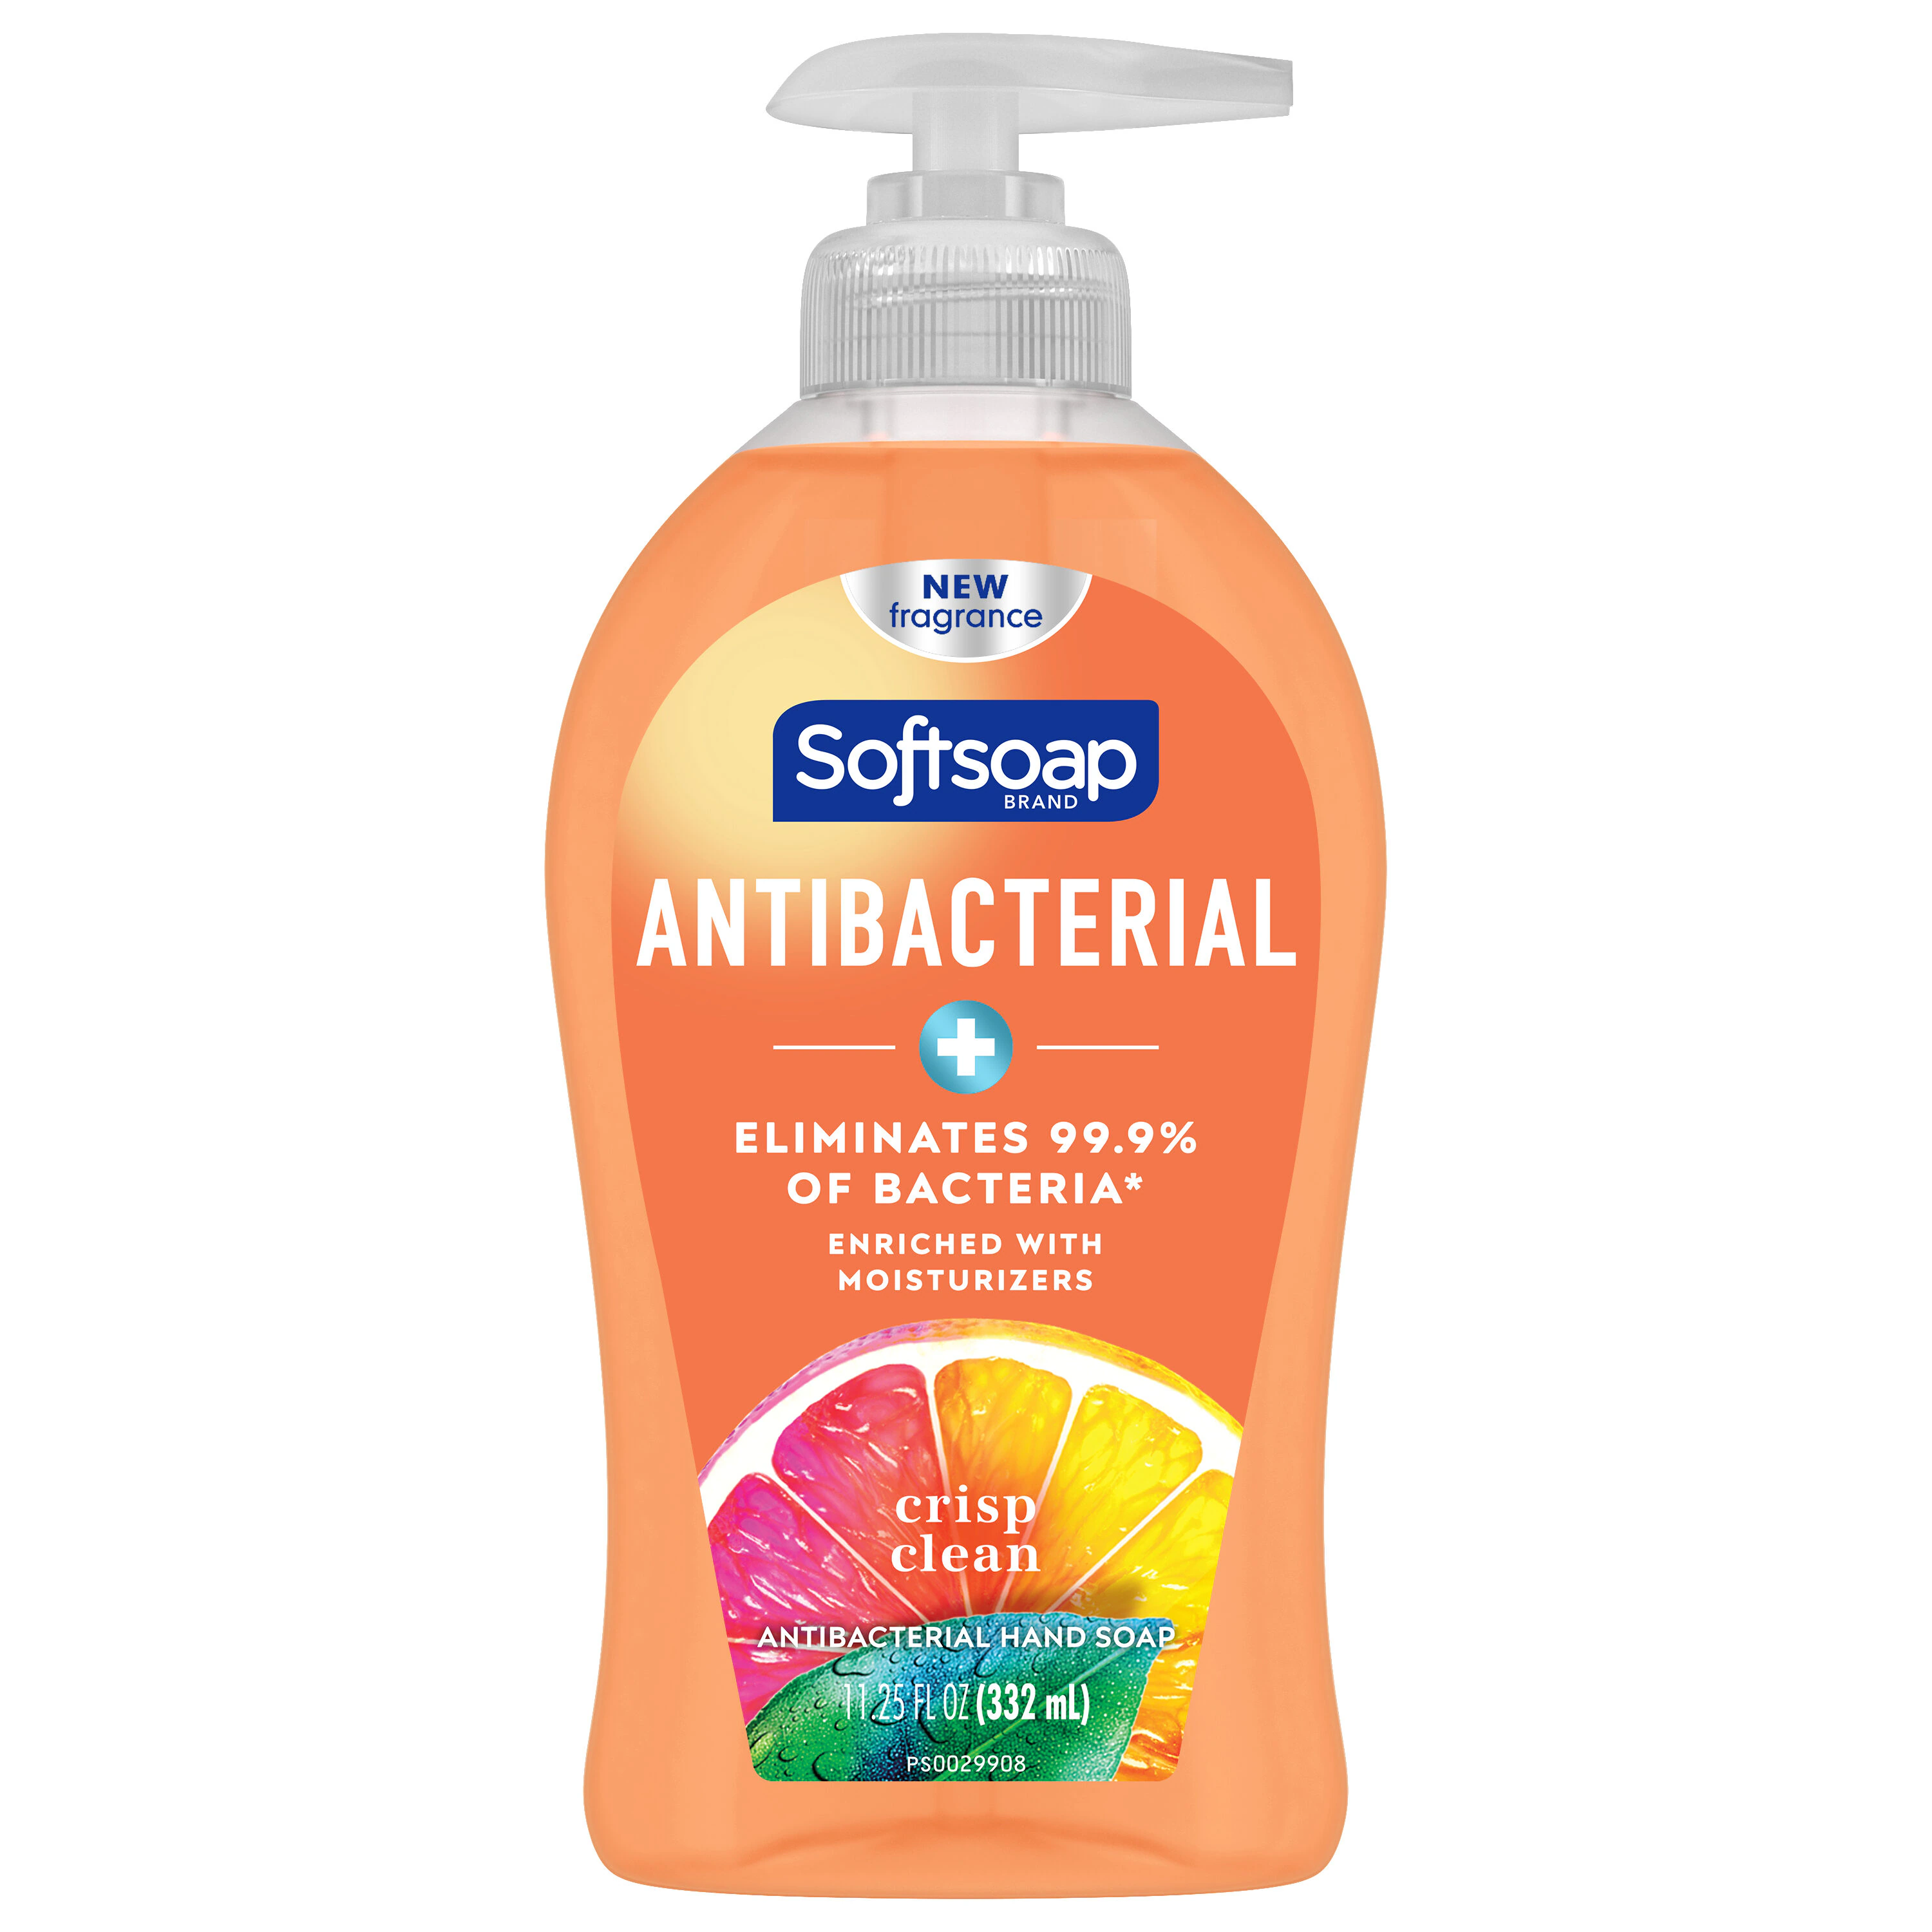 NEW
fragrance
Softsoap
BRAND
ANTIBACTERIAL
ELIMINATES 99.9%
OF BACTERIA*
ENRICHED WITH
MOISTURIZERS
crisp
clean
ANTIBACTERIAL HAND SOAP
11.25 FL OZ (332 mL)
PS0029908